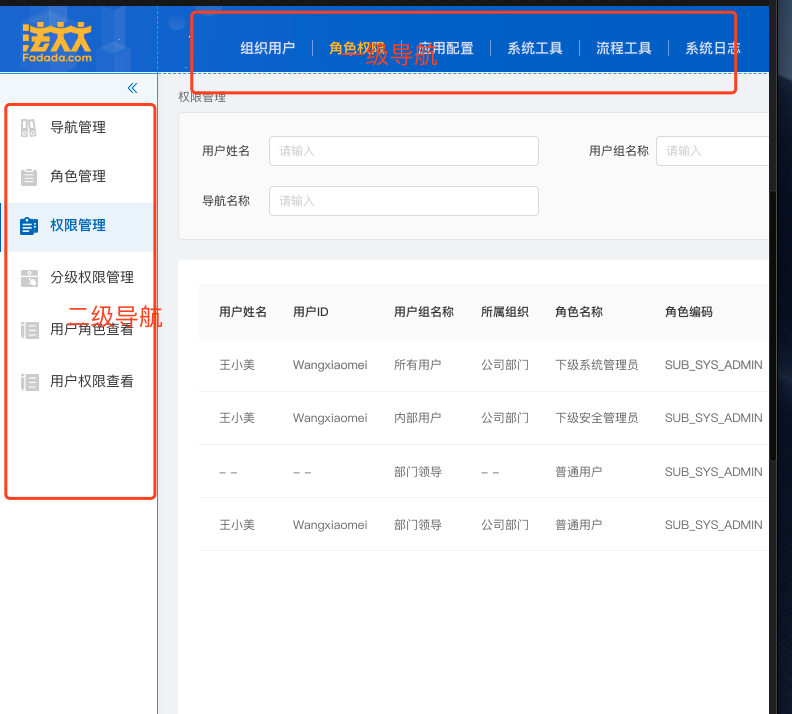 法大大
Fadada.com
组织用户 角色权限 应用配置 系统工具 流程工具 系统日志
一级导航
«
权限管理
导航管理
角色管理
权限管理
分级权限管理
用户角色查看
用户权限查看
二级导航
用户姓名 请输入 用户组名称 请输入
导航名称 请输入
用户姓名 用户ID 用户组名称 所属组织 角色名称 角色编码
王小美 Wangxiaomei 所有用户 公司部门 下级系统管理员 SUB_SYS_ADMIN
王小美 Wangxiaomei 内部用户 公司部门 下级安全管理员 SUB_SYS_ADMIN
– – – – 部门领导 – – 普通用户 SUB_SYS_ADMIN
王小美 Wangxiaomei 部门领导 公司部门 普通用户 SUB_SYS_ADMIN